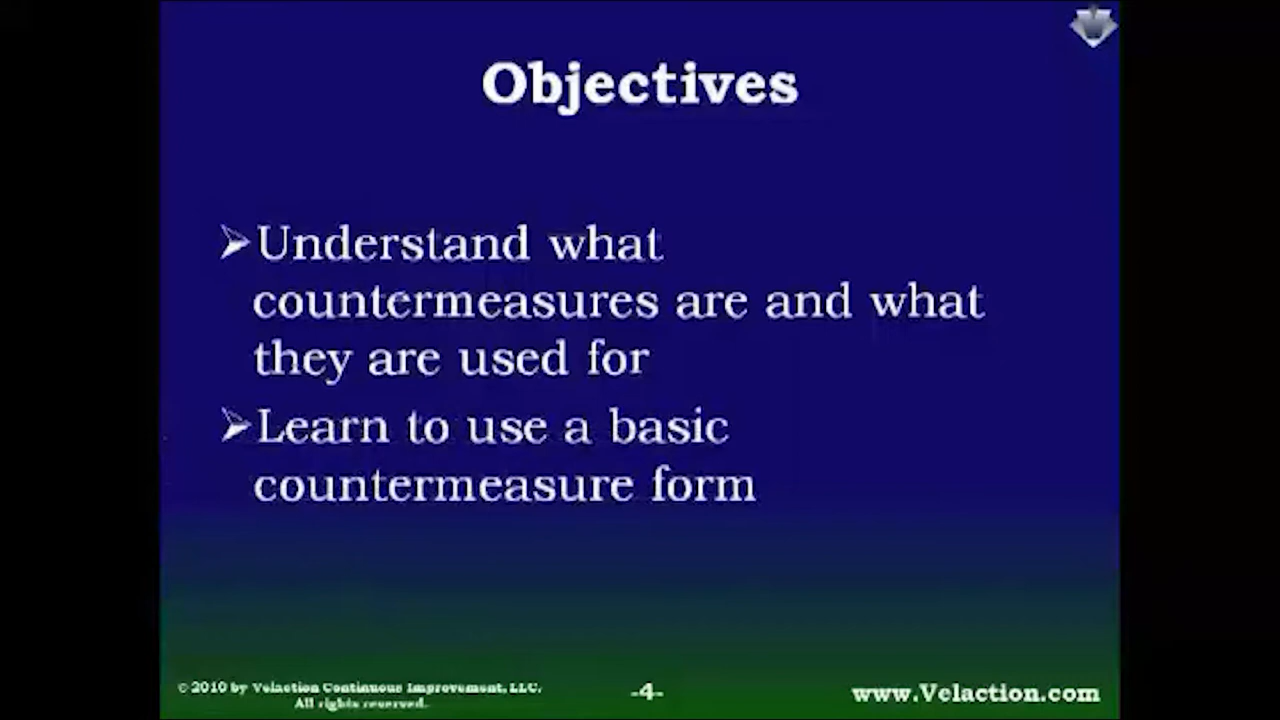 Objectives
Understand what
countermeasures are and what
they are used for
Learn to use a basic
countermeasure form
© 2010 by Velaction Continuous Improvement, LLC.
All rights reserved.
-4-
www.Velaction.com